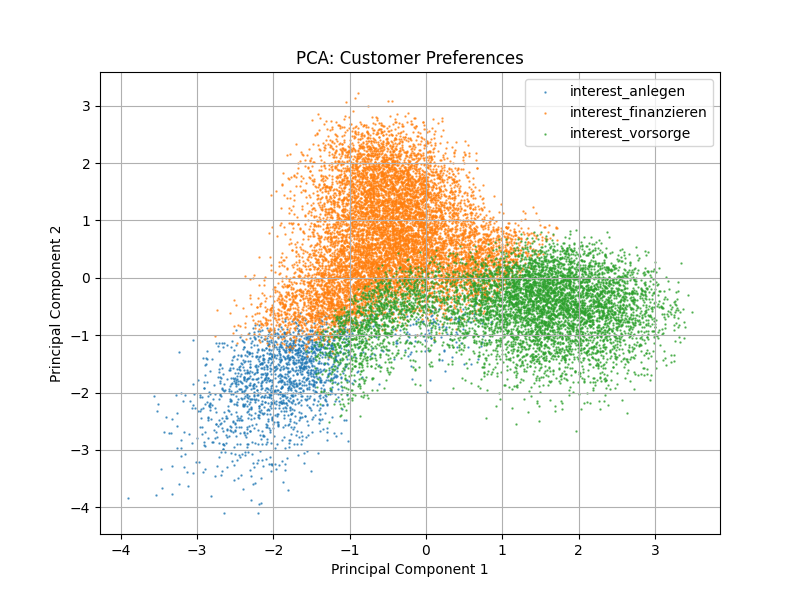 PCA: Customer Preferences
interest_anlegen
interest_finanzieren
interest_vorsorge
3
2
1
0
−1
−2
−3
−4
Principal Component 2
−4
−3
−2
−1
0
1
2
3
Principal Component 1